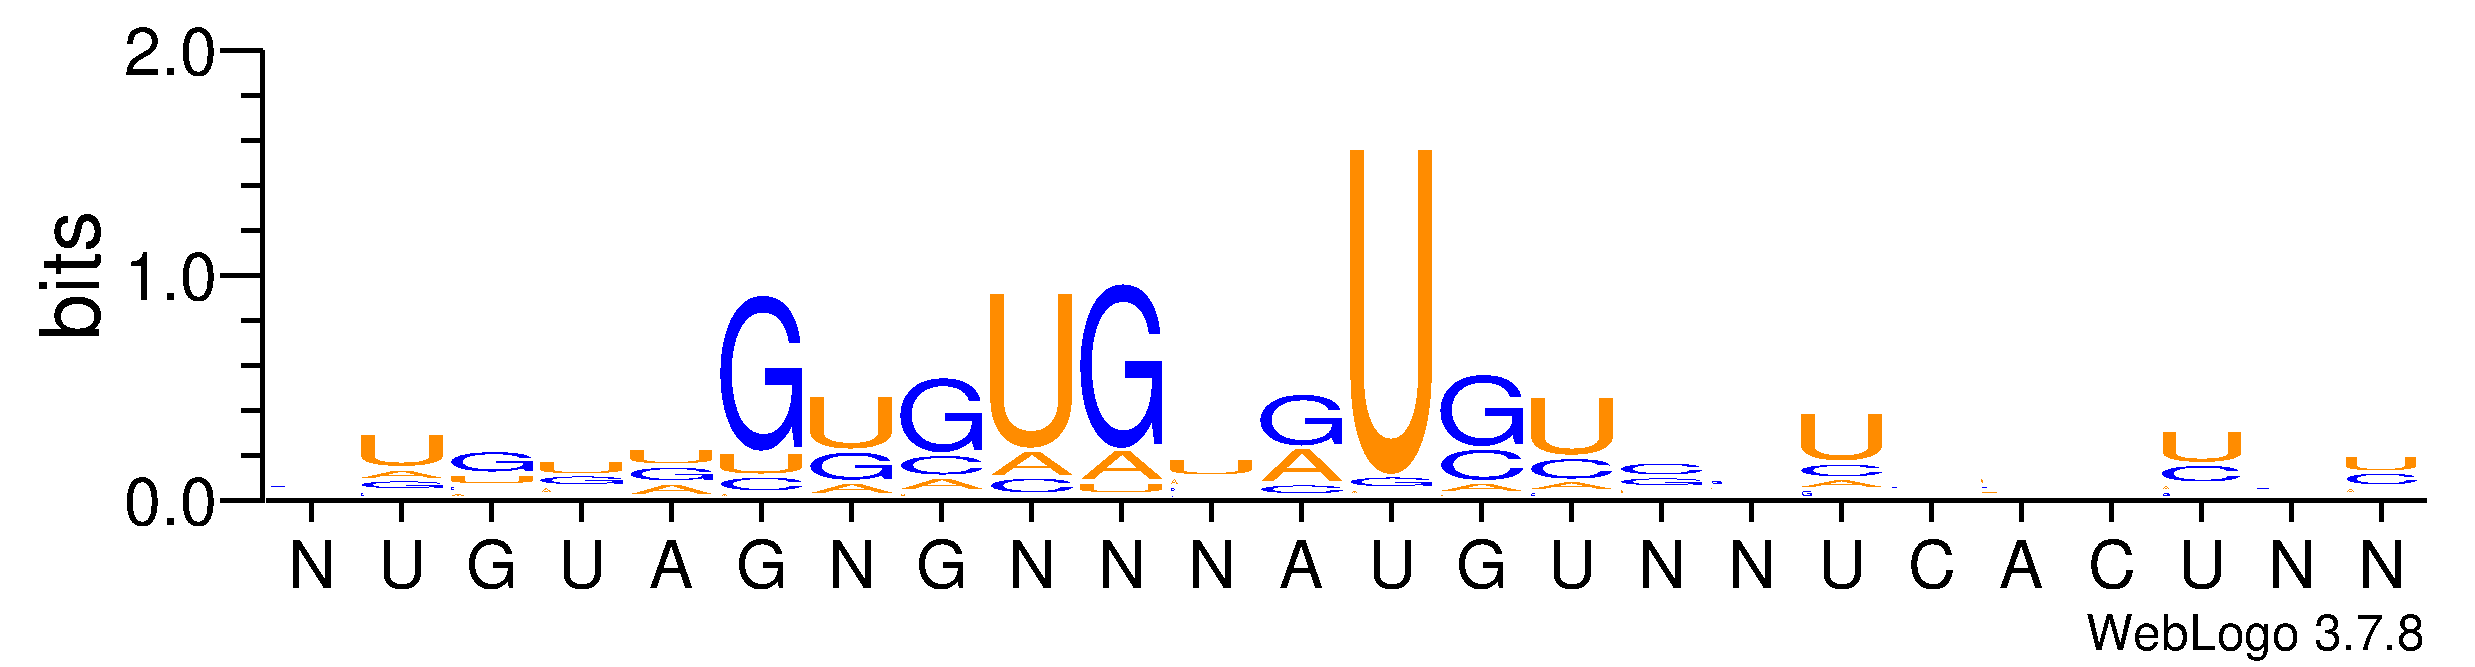 2.0
1.0
0.0
bits
N U G U A G N G N N N A U G U N N U C A C U N N
WebLogo 3.7.8